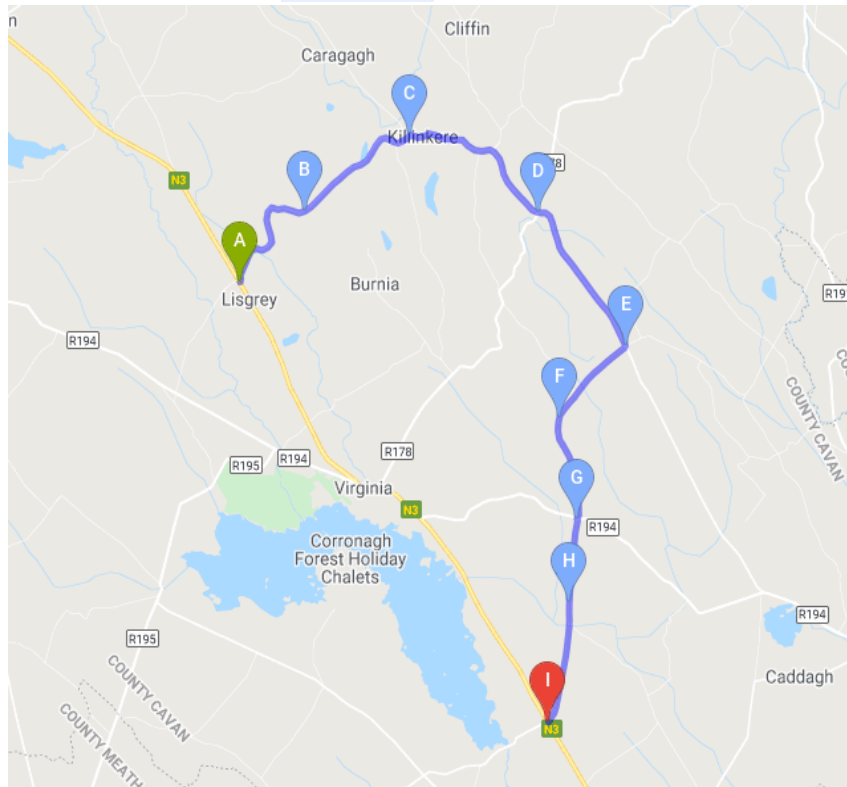 n
Cliffin
Caragagh
C
Killinkere
78
B
D
N3
A
Burnia
Lisgrey
E
R19
R194
F
COUNTY CAVAN
R178
R195
R194
G
Virginia
N3
R194
Corronagh
Forest Holiday
Chalets
H
R194
R195
Caddagh
I
COUNTY CAVAN
COUNTY MEATH
N3
COUN